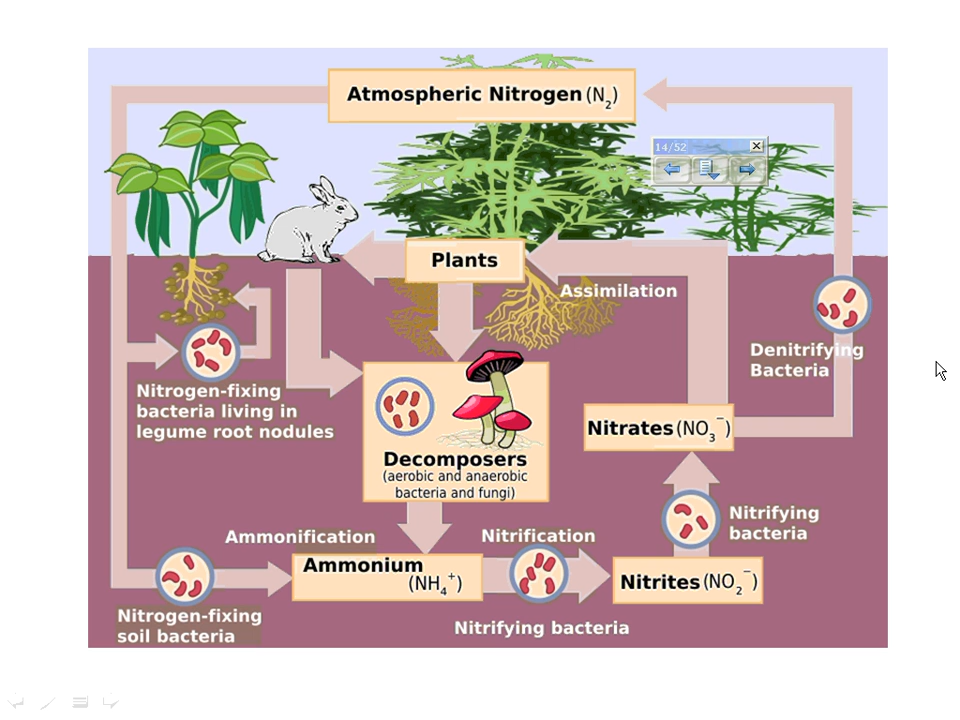 Atmospheric Nitrogen (N₂)
14/52
Plants
Assimilation
Denitrifying
Bacteria
Nitrogen-fixing
bacteria living in
legume root nodules
Nitrates (NO₃⁻)
Decomposers
(aerobic and anaerobic
bacteria and fungi)
Nitrifying
bacteria
Ammonification
Nitrification
Ammonium
(NH₄⁺)
Nitrites (NO₂⁻)
Nitrogen-fixing
soil bacteria
Nitrifying bacteria